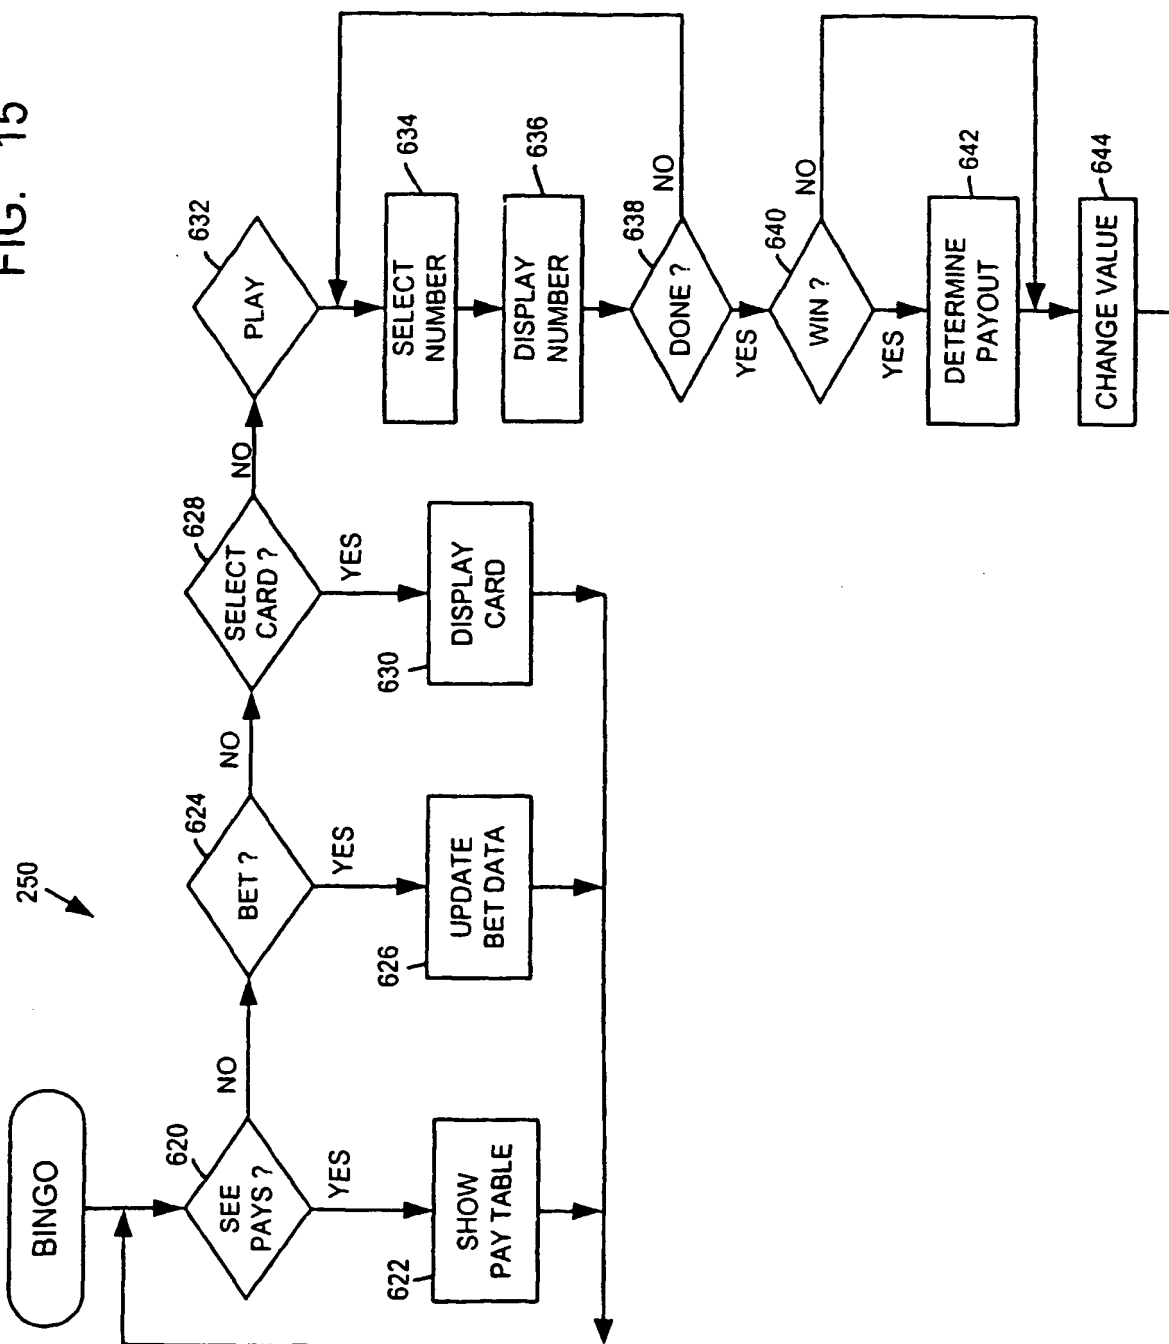 FIG. 15
250
BINGO
620
SEE
PAYS ?
NO
YES
622
SHOW
PAY TABLE
624
BET ?
NO
YES
626
UPDATE
BET DATA
628
SELECT
CARD ?
NO
YES
630
DISPLAY
CARD
632
PLAY
634
SELECT
NUMBER
636
DISPLAY
NUMBER
638
DONE ?
NO
YES
640
WIN ?
NO
YES
642
DETERMINE
PAYOUT
644
CHANGE VALUE